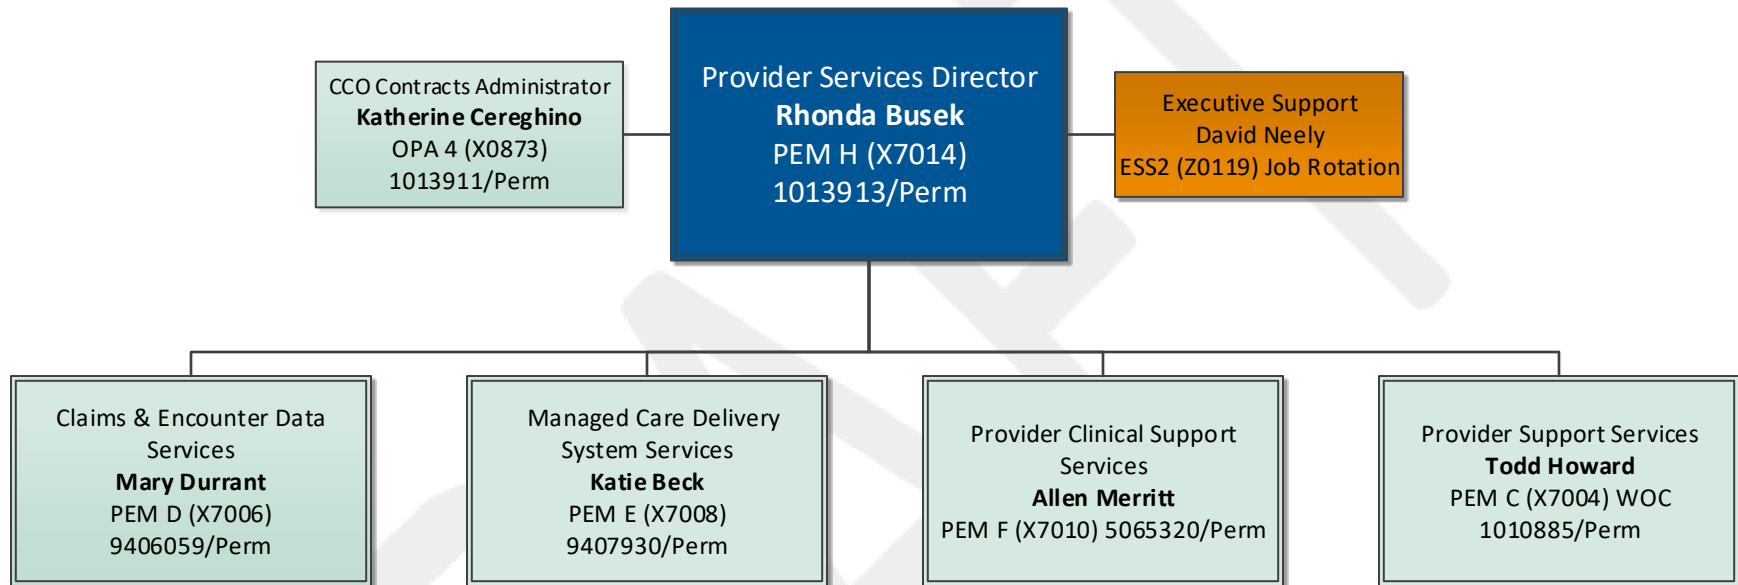 CCO Contracts Administrator
Katherine Cereghino
OPA 4 (X0873)
1013911/Perm
Provider Services Director
Rhonda Busek
PEM H (X7014)
1013913/Perm
Executive Support
David Neely
ESS2 (Z0119) Job Rotation
Claims & Encounter Data
Services
Mary Durrant
PEM D (X7006)
9406059/Perm
Managed Care Delivery
System Services
Katie Beck
PEM E (X7008)
9407930/Perm
Provider Clinical Support
Services
Allen Merritt
PEM F (X7010) 5065320/Perm
Provider Support Services
Todd Howard
PEM C (X7004) WOC
1010885/Perm